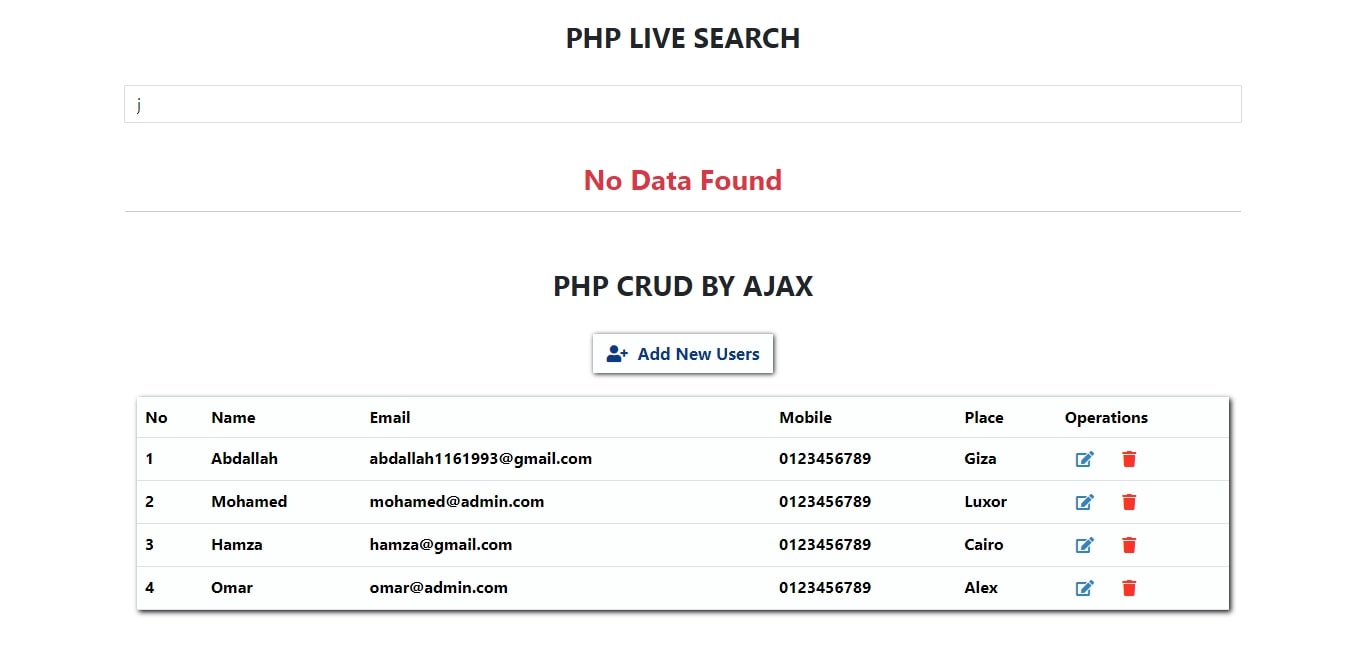 PHP LIVE SEARCH
j
No Data Found
PHP CRUD BY AJAX
Add New Users
No Name Email Mobile Place Operations
1 Abdallah abdallah1161993@gmail.com 0123456789 Giza
2 Mohamed mohamed@admin.com 0123456789 Luxor
3 Hamza hamza@gmail.com 0123456789 Cairo
4 Omar omar@admin.com 0123456789 Alex